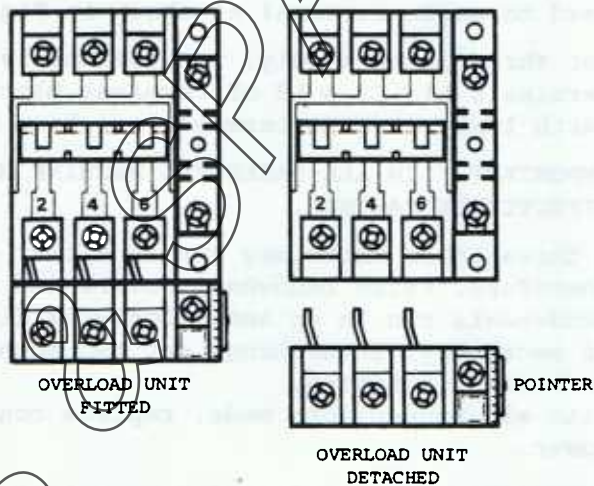 2 4 6
2 4 6
OVERLOAD UNIT
FITTED
POINTER
OVERLOAD UNIT
DETACHED